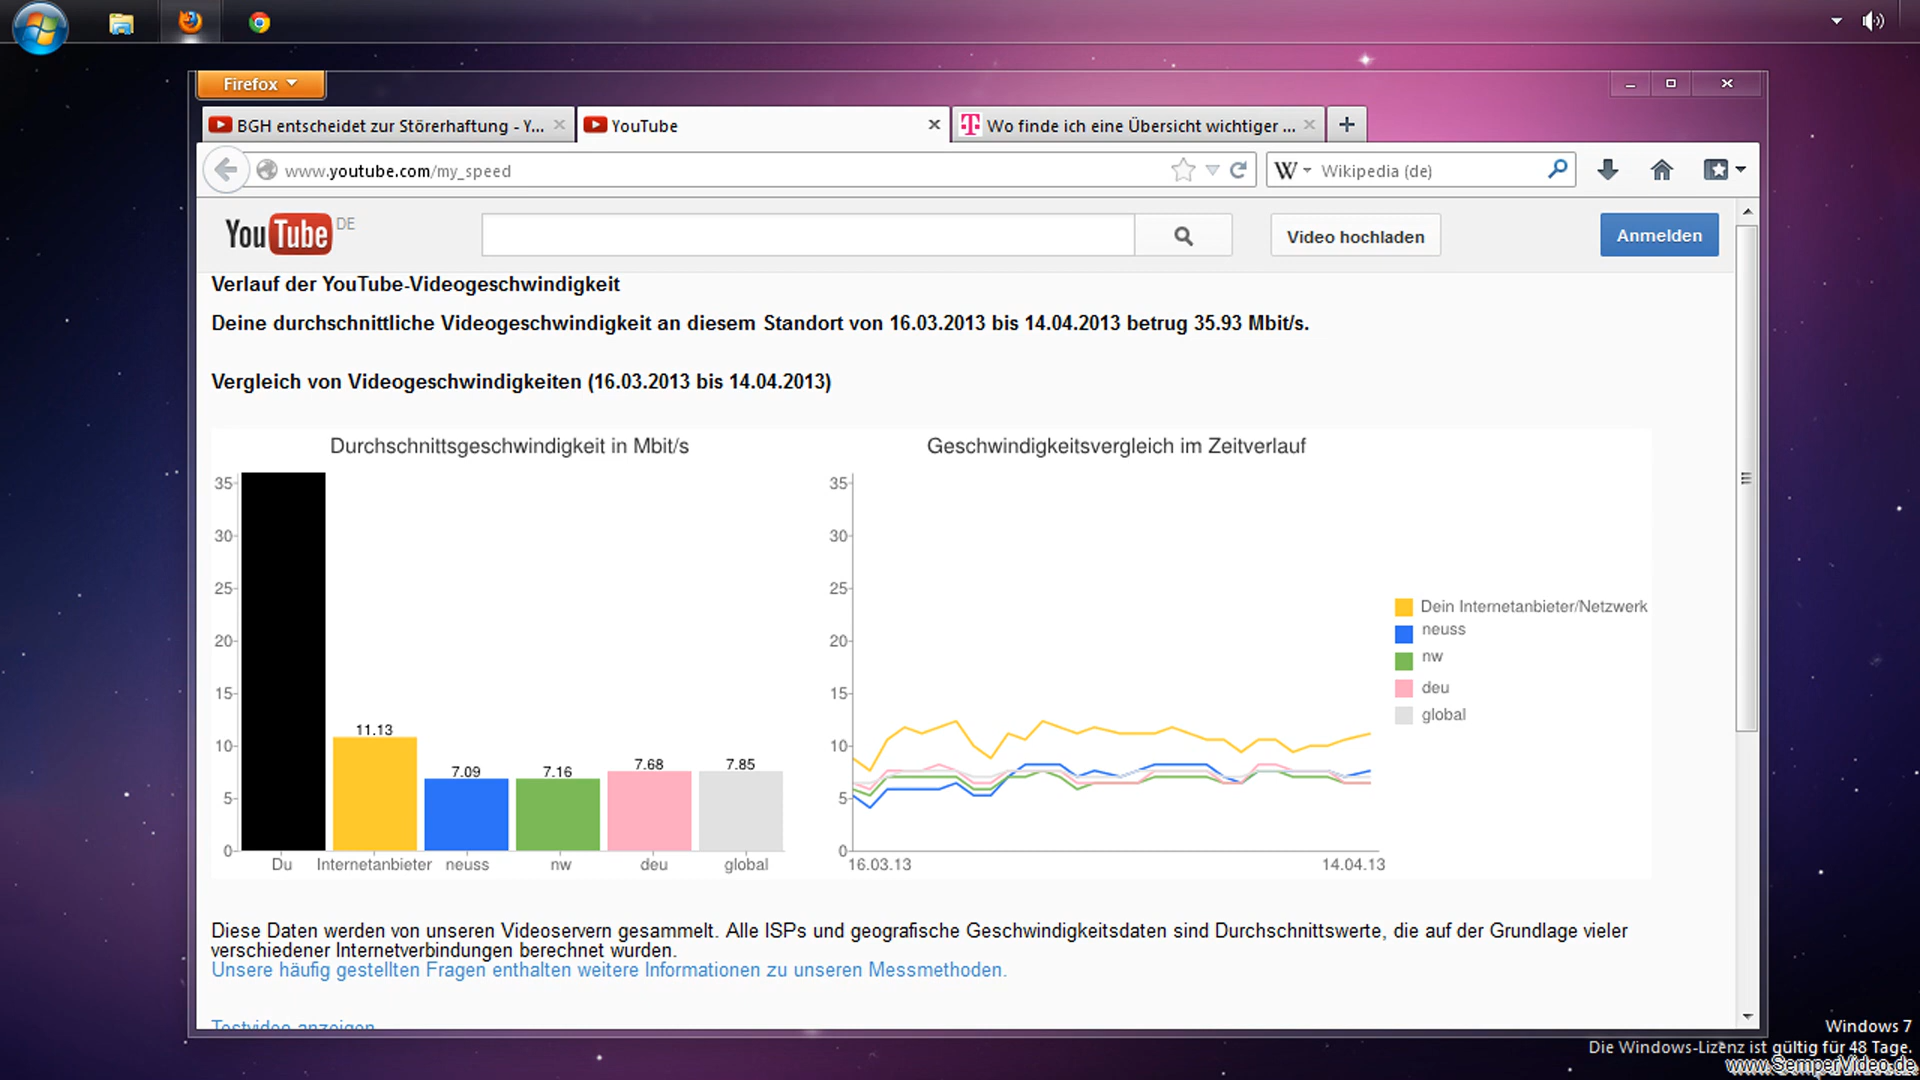 Firefox
BGH entscheidet zur Störerhaftung - Y...
YouTube
Wo finde ich eine Übersicht wichtiger ...
www.youtube.com/my_speed
W
Wikipedia (de)
YouTube DE
Video hochladen
Anmelden
Verlauf der YouTube-Videogeschwindigkeit
Deine durchschnittliche Videogeschwindigkeit an diesem Standort von 16.03.2013 bis 14.04.2013 betrug 35.93 Mbit/s.
Vergleich von Videogeschwindigkeiten (16.03.2013 bis 14.04.2013)
Durchschnittsgeschwindigkeit in Mbit/s
35
30
25
20
15
10
5
0
11.13
7.09
7.16
7.68
7.85
Du
Internetanbieter
neuss
nw
deu
global
Geschwindigkeitsvergleich im Zeitverlauf
35
30
25
20
15
10
5
0
16.03.13
14.04.13
Dein Internetanbieter/Netzwerk
neuss
nw
deu
global
Diese Daten werden von unseren Videoservern gesammelt. Alle ISPs und geografische Geschwindigkeitsdaten sind Durchschnittswerte, die auf der Grundlage vieler
verschiedener Internetverbindungen berechnet wurden.
Unsere häufig gestellten Fragen enthalten weitere Informationen zu unseren Messmethoden.
Testvideo anzeigen
Windows 7
Die Windows-Lizenz ist gültig für 48 Tage.
www.SemperVideo.de